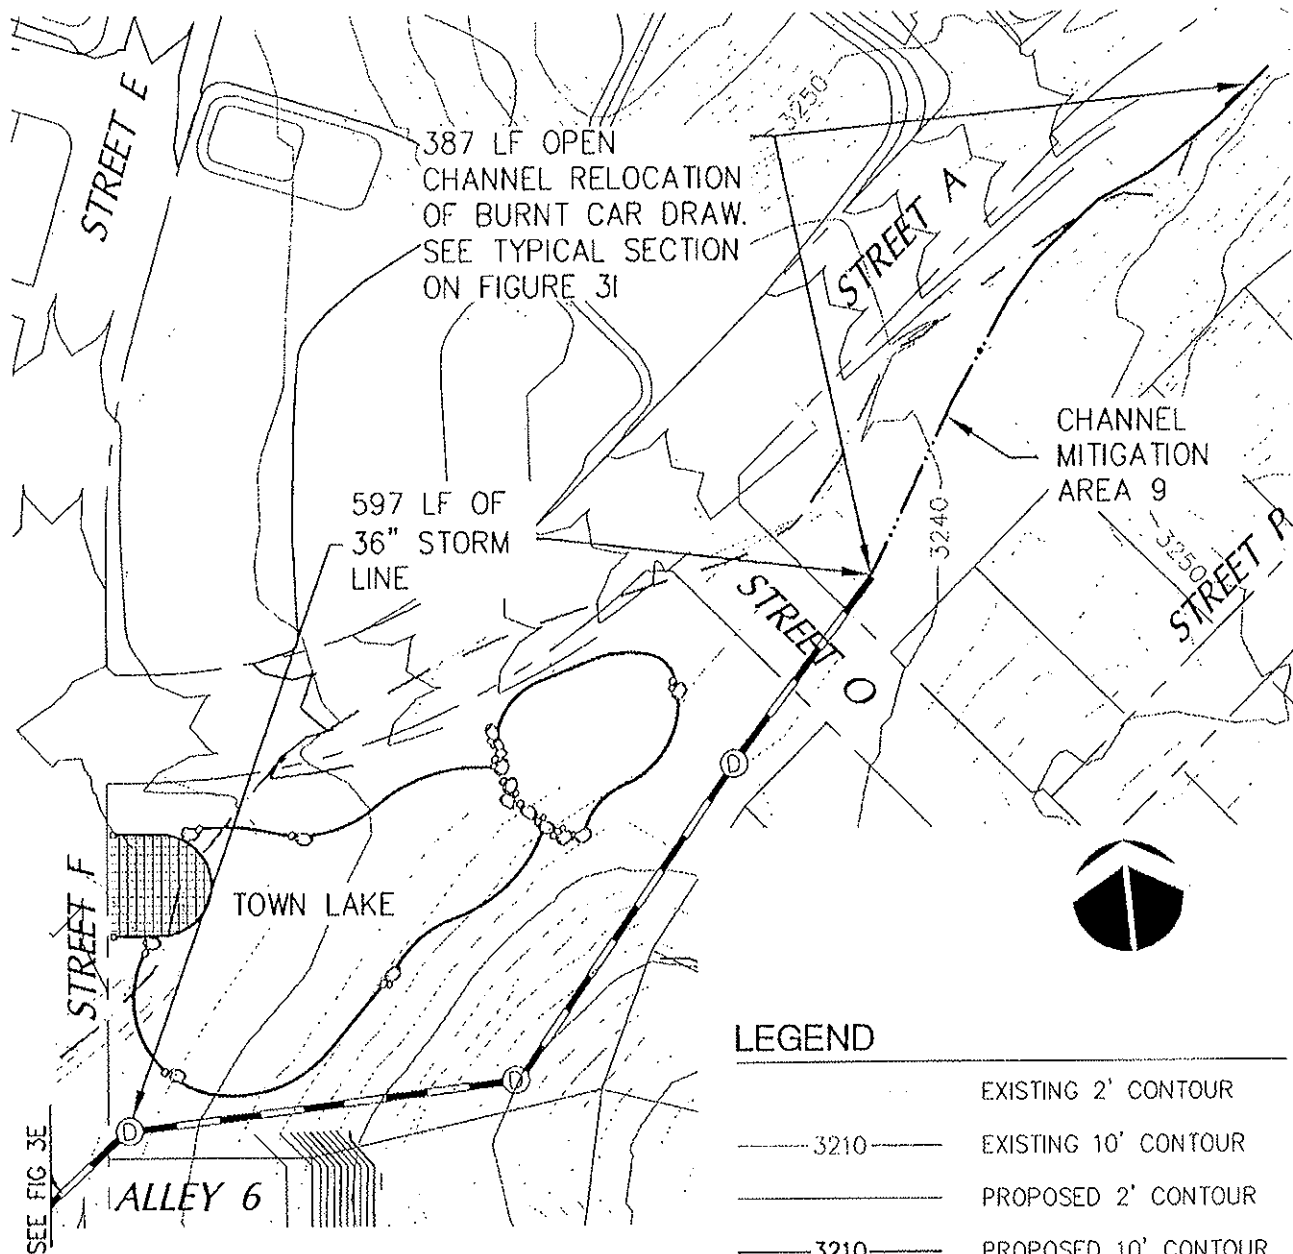 STREET E
387 LF OPEN
CHANNEL RELOCATION
OF BURNT CAR DRAW.
SEE TYPICAL SECTION
ON FIGURE 3I
3250
STREET A
CHANNEL
MITIGATION
AREA 9
597 LF OF
36" STORM
LINE
3240
3250
STREET P
STREET O
D
TOWN LAKE
STREET F
D
D
SEE FIG 3E
ALLEY 6
LEGEND
EXISTING 2' CONTOUR
3210 EXISTING 10' CONTOUR
PROPOSED 2' CONTOUR
3210 PROPOSED 10' CONTOUR